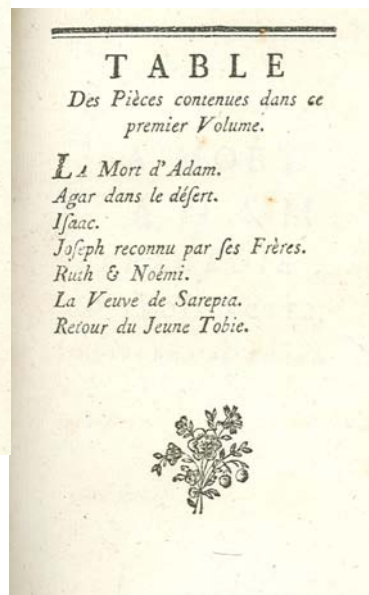 TABLE
Des Pièces contenues dans ce
premier Volume.
LA Mort d'Adam.
Agar dans le déſert.
Iſaac.
Joſeph reconnu par ſes Frères.
Ruth & Noémi.
La Veuve de Sarepta.
Retour du Jeune Tobie.